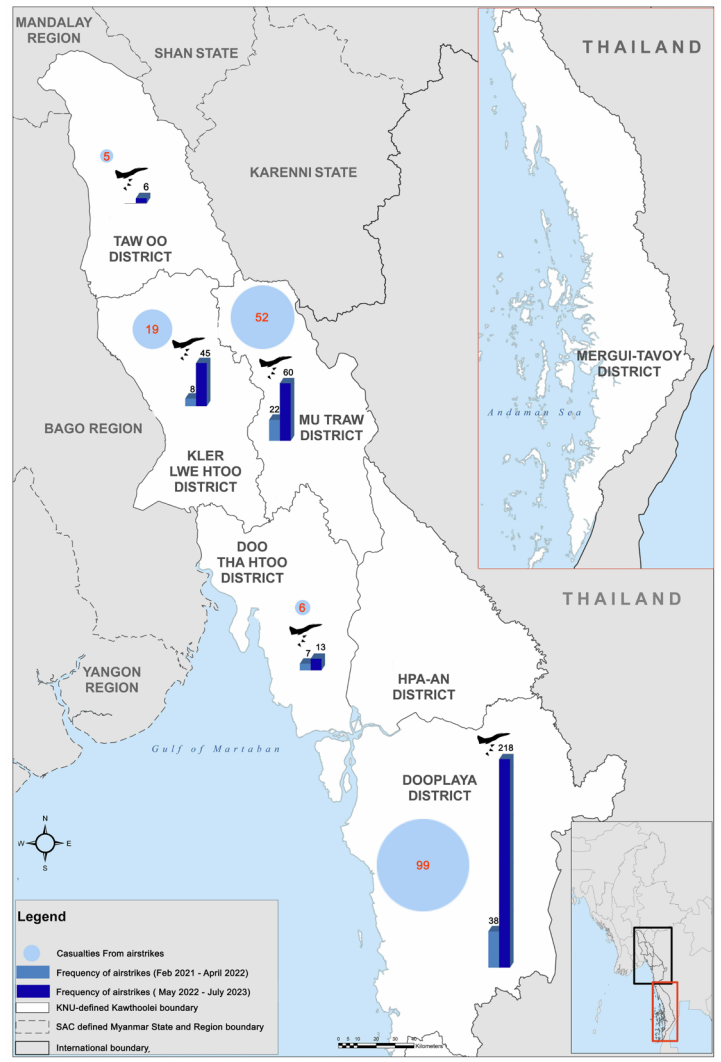 MANDALAY
REGION
SHAN STATE
THAILAND
KARENNI STATE
5
6
TAW OO
DISTRICT
19
52
45
8
60
22
MU TRAW
DISTRICT
MERGUI-TAVOY
DISTRICT
Andaman Sea
BAGO REGION
KLER
LWE HTOO
DISTRICT
DOO
THA HTOO
DISTRICT
THAILAND
6
7
13
YANGON
REGION
HPA-AN
DISTRICT
Gulf of Martaban
218
DOOPLAYA
DISTRICT
99
38
N
W
E
S
Legend
Casualties From airstrikes
Frequency of airstrikes (Feb 2021 - April 2022)
Frequency of airstrikes ( May 2022 - July 2023)
KNU-defined Kawthoolei boundary
SAC defined Myanmar State and Region boundary
International boundary
Kilometers